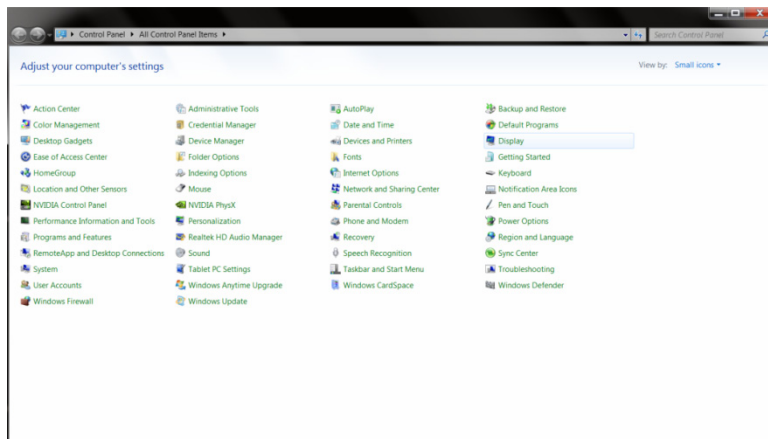 Control Panel ▸ All Control Panel Items ▸
Search Control Panel
Adjust your computer's settings
View by: Small icons
Action Center Administrative Tools AutoPlay Backup and Restore
Color Management Credential Manager Date and Time Default Programs
Desktop Gadgets Device Manager Devices and Printers Display
Ease of Access Center Folder Options Fonts Getting Started
HomeGroup Indexing Options Internet Options Keyboard
Location and Other Sensors Mouse Network and Sharing Center Notification Area Icons
NVIDIA Control Panel NVIDIA PhysX Parental Controls Pen and Touch
Performance Information and Tools Personalization Phone and Modem Power Options
Programs and Features Realtek HD Audio Manager Recovery Region and Language
RemoteApp and Desktop Connections Sound Speech Recognition Sync Center
System Tablet PC Settings Taskbar and Start Menu Troubleshooting
User Accounts Windows Anytime Upgrade Windows CardSpace Windows Defender
Windows Firewall Windows Update